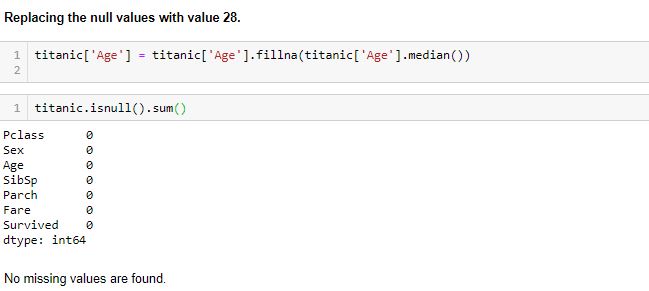 Replacing the null values with value 28.
1 titanic['Age'] = titanic['Age'].fillna(titanic['Age'].median())
2
1 titanic.isnull().sum()
Pclass 0
Sex 0
Age 0
SibSp 0
Parch 0
Fare 0
Survived 0
dtype: int64
No missing values are found.